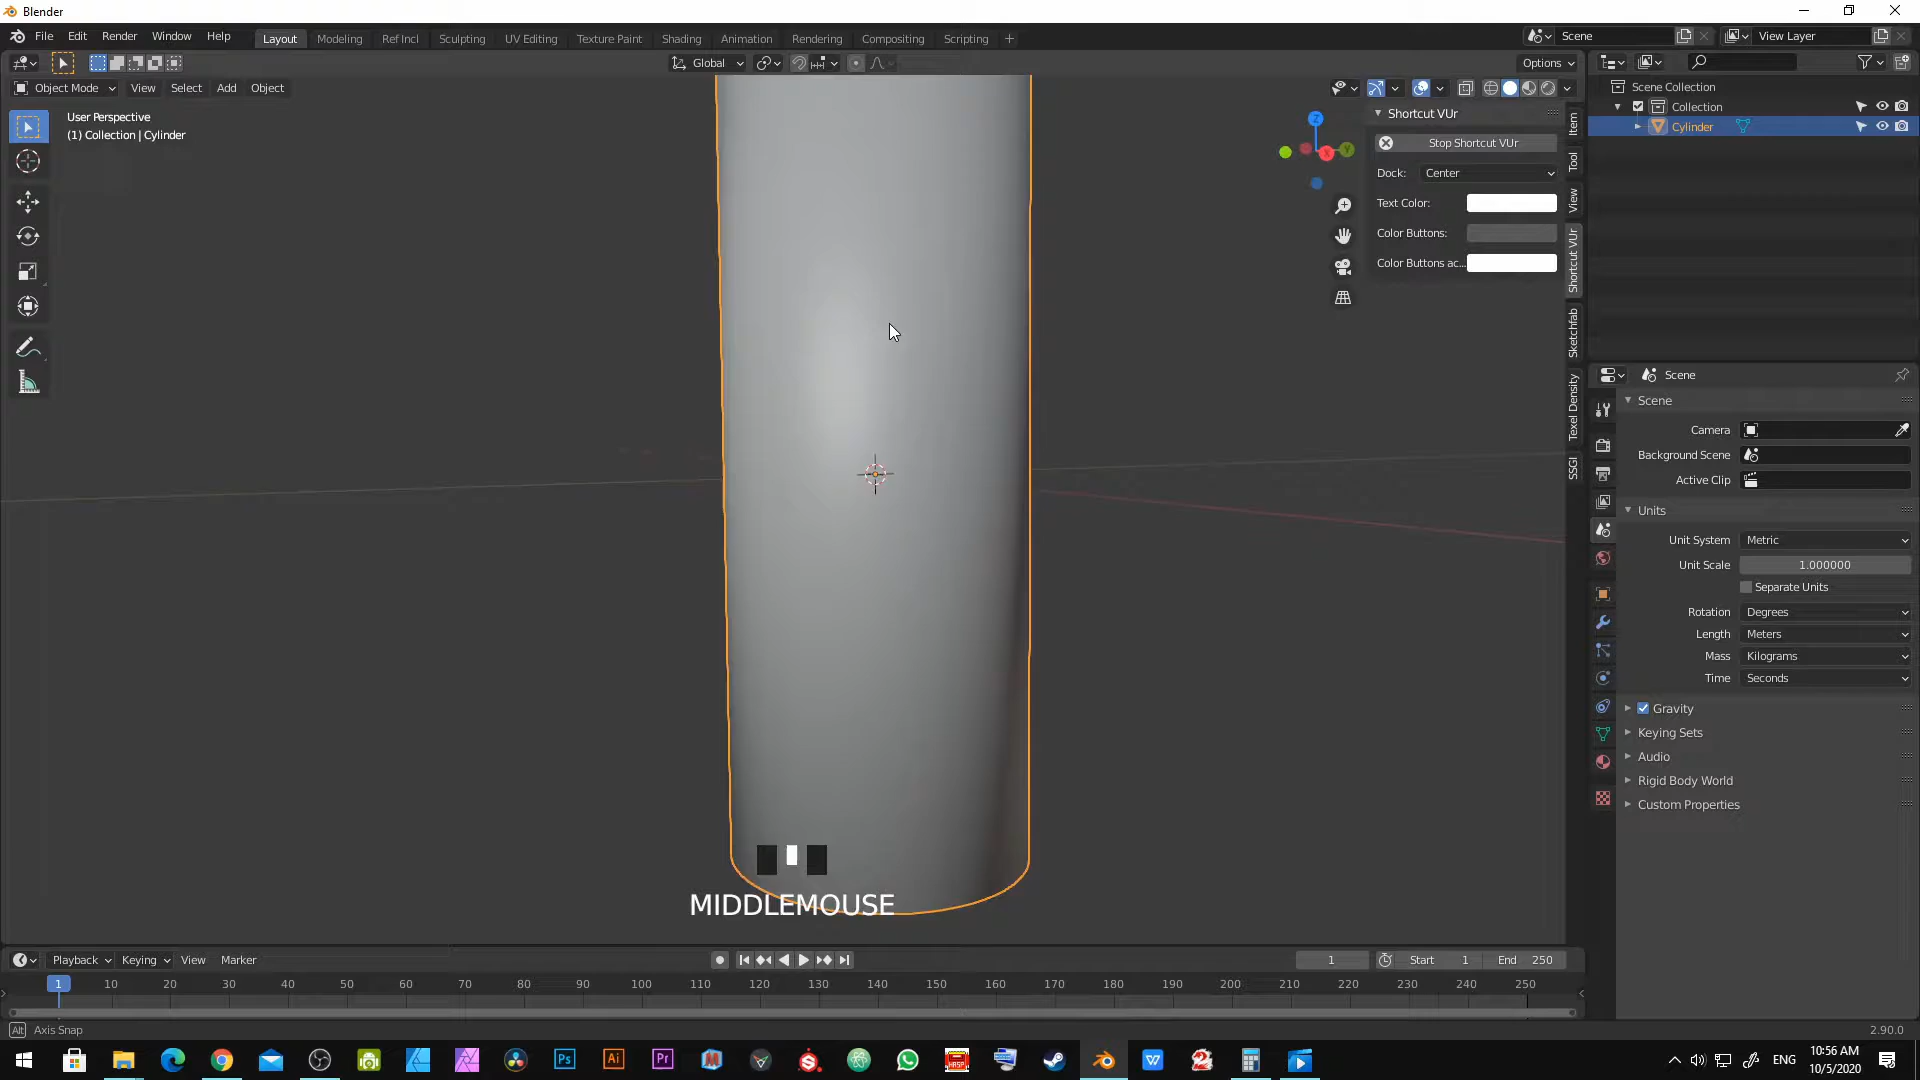 Blender
File Edit Render Window Help
Layout Modeling Ref Incl Sculpting UV Editing Texture Paint Shading Animation Rendering Compositing Scripting +
Scene
View Layer
Global
Options
Object Mode View Select Add Object
User Perspective
(1) Collection | Cylinder
Shortcut VUr
Stop Shortcut VUr
Dock: Center
Text Color:
Color Buttons:
Color Buttons ac...
Item
Tool
View
Shortcut VUr
Sketchfab
Texel Density
SSGI
Z
X
Y
Scene Collection
Collection
Cylinder
Scene
Scene
Camera
Background Scene
Active Clip
Units
Unit System Metric
Unit Scale 1.000000
Separate Units
Rotation Degrees
Length Meters
Mass Kilograms
Time Seconds
Gravity
Keying Sets
Audio
Rigid Body World
Custom Properties
MIDDLEMOUSE
Playback Keying View Marker
1 Start 1 End 250
1 10 20 30 40 50 60 70 80 90 100 110 120 130 140 150 160 170 180 190 200 210 220 230 240 250
Alt Axis Snap
2.90.0
Ps Ai Pr
ENG
10:56 AM
10/5/2020